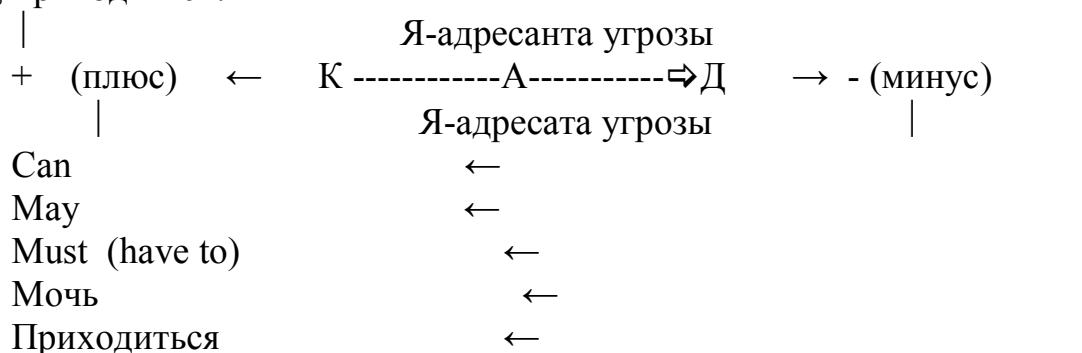 |
Я-адресанта угрозы
+ (плюс) ← К ------------А-----------⇨Д → - (минус)
| Я-адресата угрозы |
Can ←
May ←
Must (have to) ←
Мочь ←
Приходиться ←